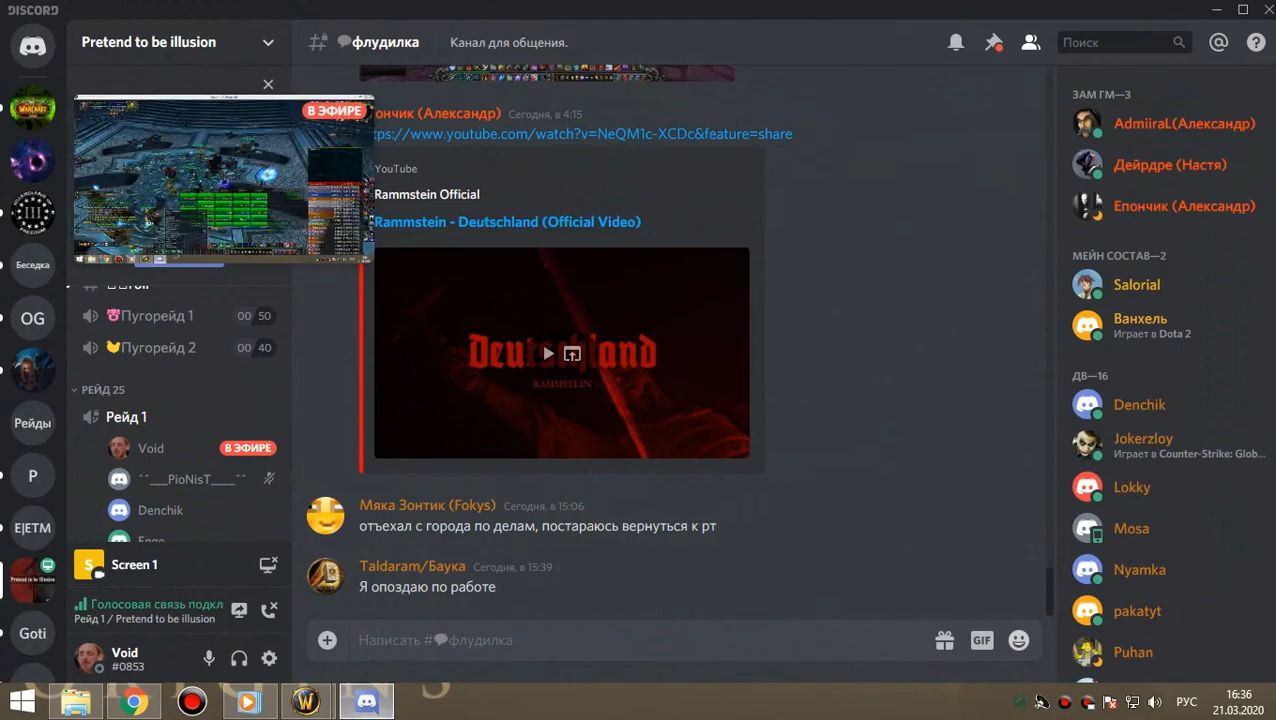 DISCORD
Pretend to be illusion
флудилка
Канал для общения.
Поиск
В ЭФИРЕ
пончик (Александр) Сегодня, в 4:15
ps://www.youtube.com/watch?v=NeQM1c-XCDc&feature=share
YouTube
Rammstein Official
Rammstein - Deutschland (Official Video)
Deutschland
RAMMSTEIN
Беседка
OG
Рейды
P
E|ETM
Goti
Пугорейд 1 00 50
Пугорейд 2 00 40
РЕЙД 25
Рейд 1
Void В ЭФИРЕ
^^___PioNisT____^^
Denchik
S Screen 1
Голосовая связь подкл
Рейд 1 / Pretend to be illusion
Void
#0853
Мяка Зонтик (Fokys) Сегодня, в 15:06
отъехал с города по делам, постараюсь вернуться к рт
Taldaram/Баука Сегодня, в 15:39
Я опоздаю по работе
Написать #флудилка
GIF
ЗАМ ГМ—3
AdmiiraL(Александр)
Дейрдре (Настя)
Епончик (Александр)
МЕЙН СОСТАВ—2
Salorial
Ванхель
Играет в Dota 2
ДВ—16
Denchik
Jokerzloy
Играет в Counter-Strike: Glob...
Lokky
Mosa
Nyamka
pakatyt
Puhan
РУС
16:36
21.03.2020